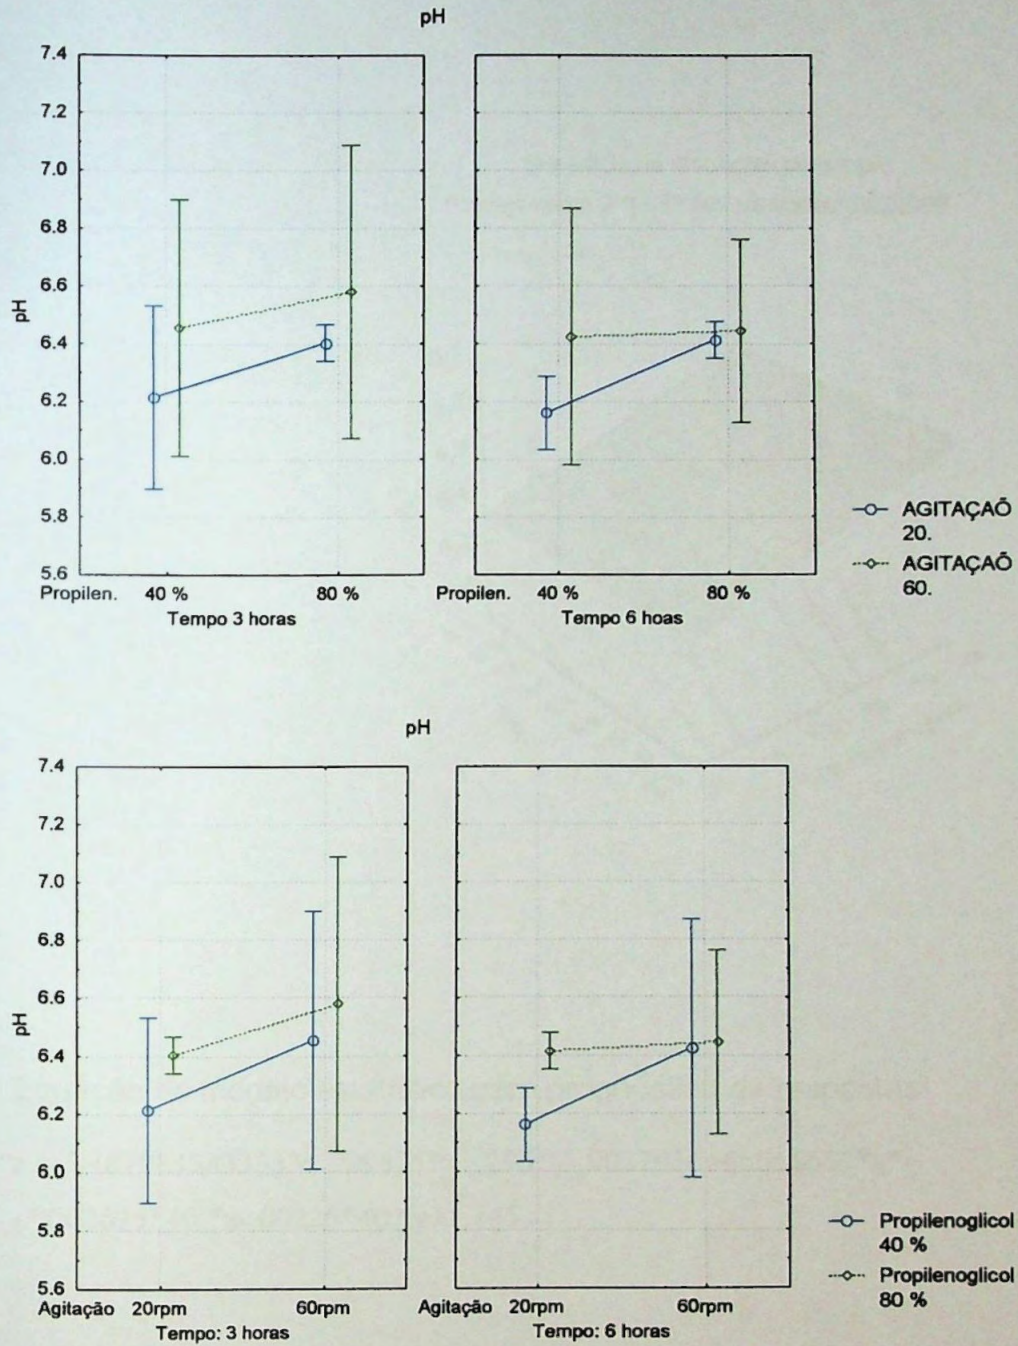 pH
7.4
7.2
7.0
6.8
6.6
6.4
6.2
6.0
5.8
5.6
pH
Propilen. 40 % 80 %
Tempo 3 horas
Propilen. 40 % 80 %
Tempo 6 hoas
AGITAÇAÕ
20.
AGITAÇAÕ
60.
pH
7.4
7.2
7.0
6.8
6.6
6.4
6.2
6.0
5.8
5.6
pH
Agitação 20rpm 60rpm
Tempo: 3 horas
Agitação 20rpm 60rpm
Tempo: 6 horas
Propilenoglicol
40 %
Propilenoglicol
80 %